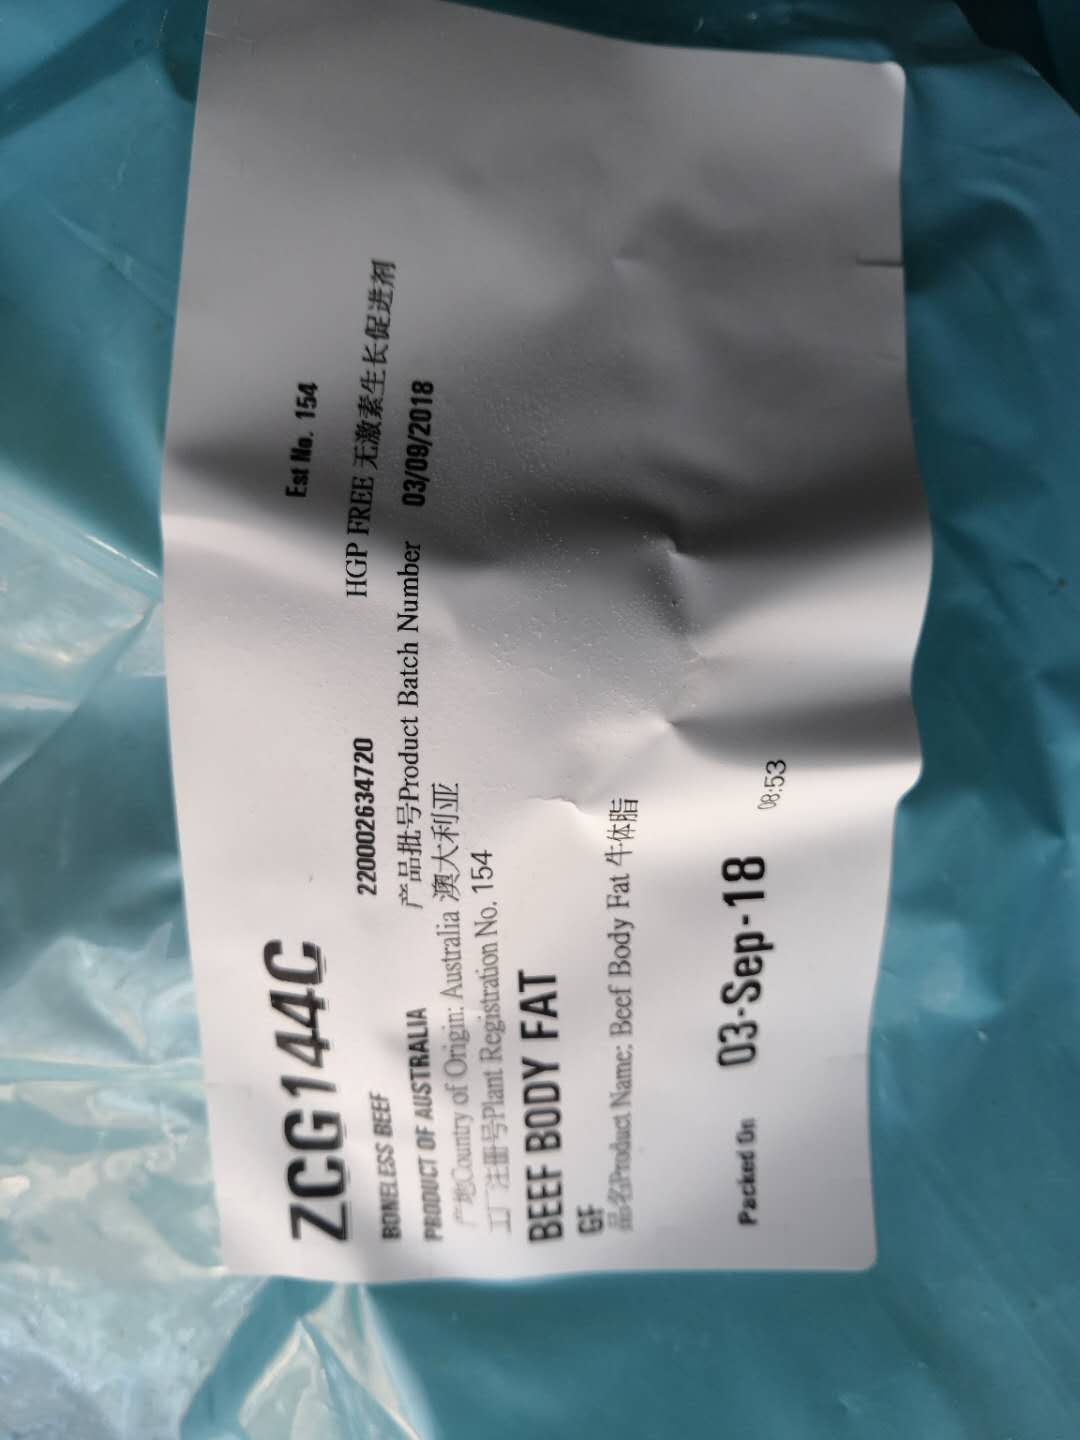 ZCG144C Est No. 154
BONELESS BEEF 220002634720 HGP FREE 无激素生长促进剂
PRODUCT OF AUSTRALIA 产品批号Product Batch Number 03/09/2018
产地Country of Origin: Australia 澳大利亚
工厂注册号Plant Registration No. 154
BEEF BODY FAT
GF
品名Product Name: Beef Body Fat 牛体脂
Packed On 03-Sep-18 08:53